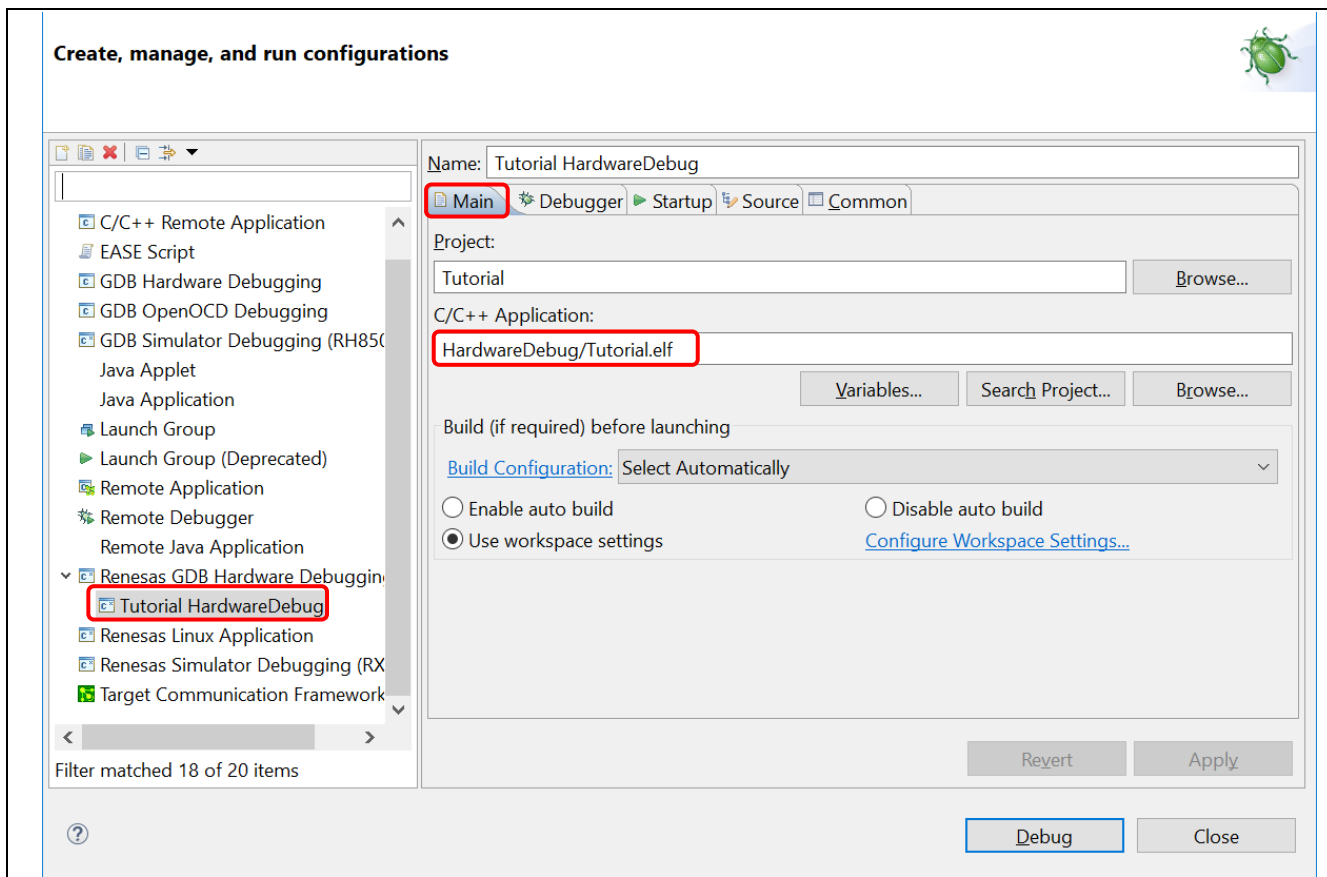 Create, manage, and run configurations
Name: Tutorial HardwareDebug
Main Debugger Startup Source Common
C/C++ Remote Application
EASE Script
GDB Hardware Debugging
GDB OpenOCD Debugging
GDB Simulator Debugging (RH850
Java Applet
Java Application
Launch Group
Launch Group (Deprecated)
Remote Application
Remote Debugger
Remote Java Application
Renesas GDB Hardware Debugging
Tutorial HardwareDebug
Renesas Linux Application
Renesas Simulator Debugging (RX
Target Communication Framework
Filter matched 18 of 20 items
Project:
Tutorial
Browse...
C/C++ Application:
HardwareDebug/Tutorial.elf
Variables... Search Project... Browse...
Build (if required) before launching
Build Configuration: Select Automatically
Enable auto build Disable auto build
Use workspace settings Configure Workspace Settings...
Revert Apply
Debug Close